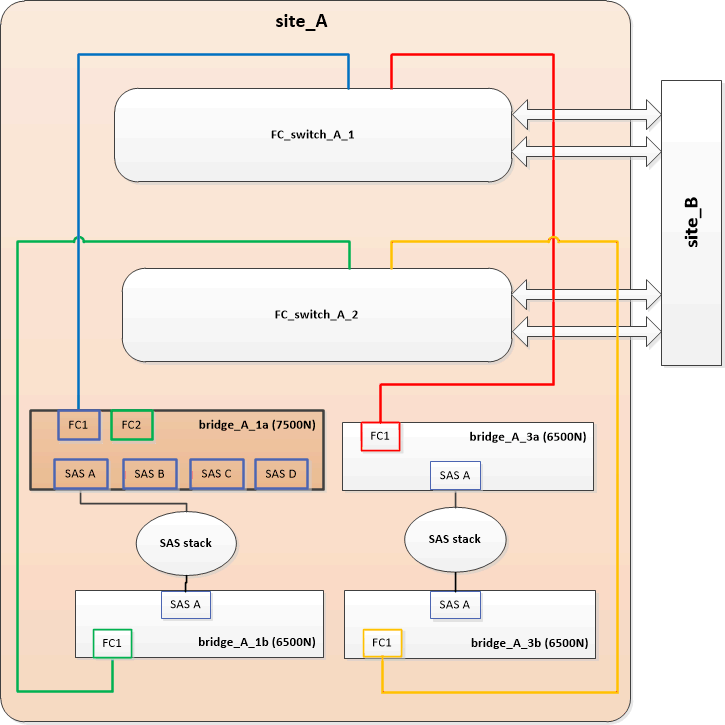 site_A
FC_switch_A_1
site_B
FC_switch_A_2
FC1
FC2
bridge_A_1a (7500N)
SAS A
SAS B
SAS C
SAS D
FC1
bridge_A_3a (6500N)
SAS A
SAS stack
SAS stack
SAS A
FC1
bridge_A_1b (6500N)
SAS A
FC1
bridge_A_3b (6500N)